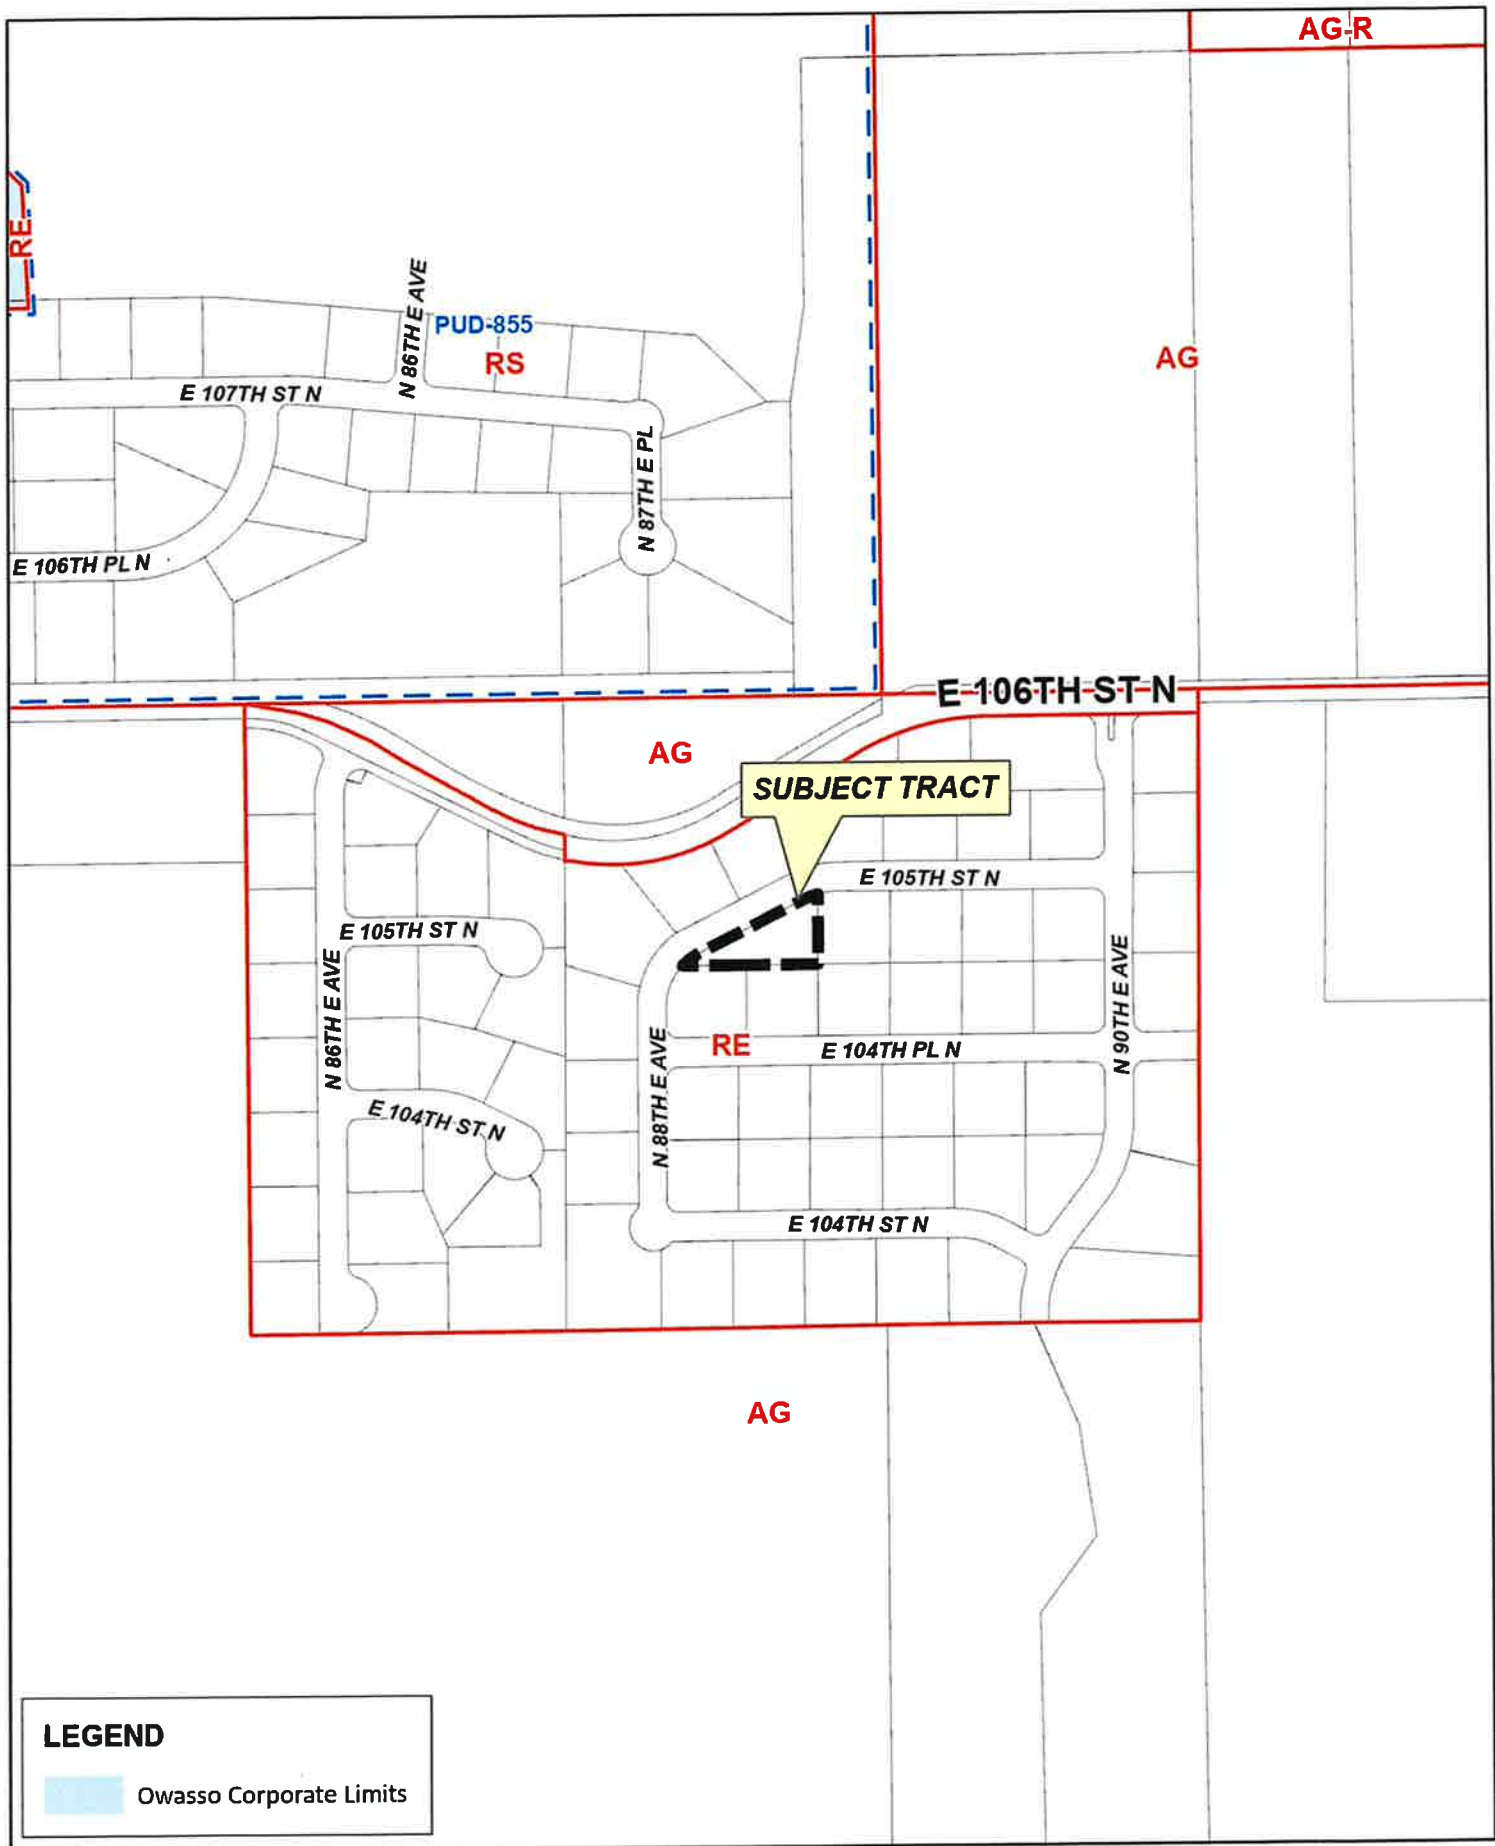 AG-R
RE
N 86TH E AVE
PUD-855
RS
AG
E 107TH ST N
N 87TH E PL
E 106TH PL N
E 106TH ST N
AG
SUBJECT TRACT
E 105TH ST N
E 105TH ST N
N 86TH E AVE
N 90TH E AVE
RE
E 104TH PL N
N 88TH E AVE
E 104TH ST N
E 104TH ST N
AG
LEGEND
Owasso Corporate Limits